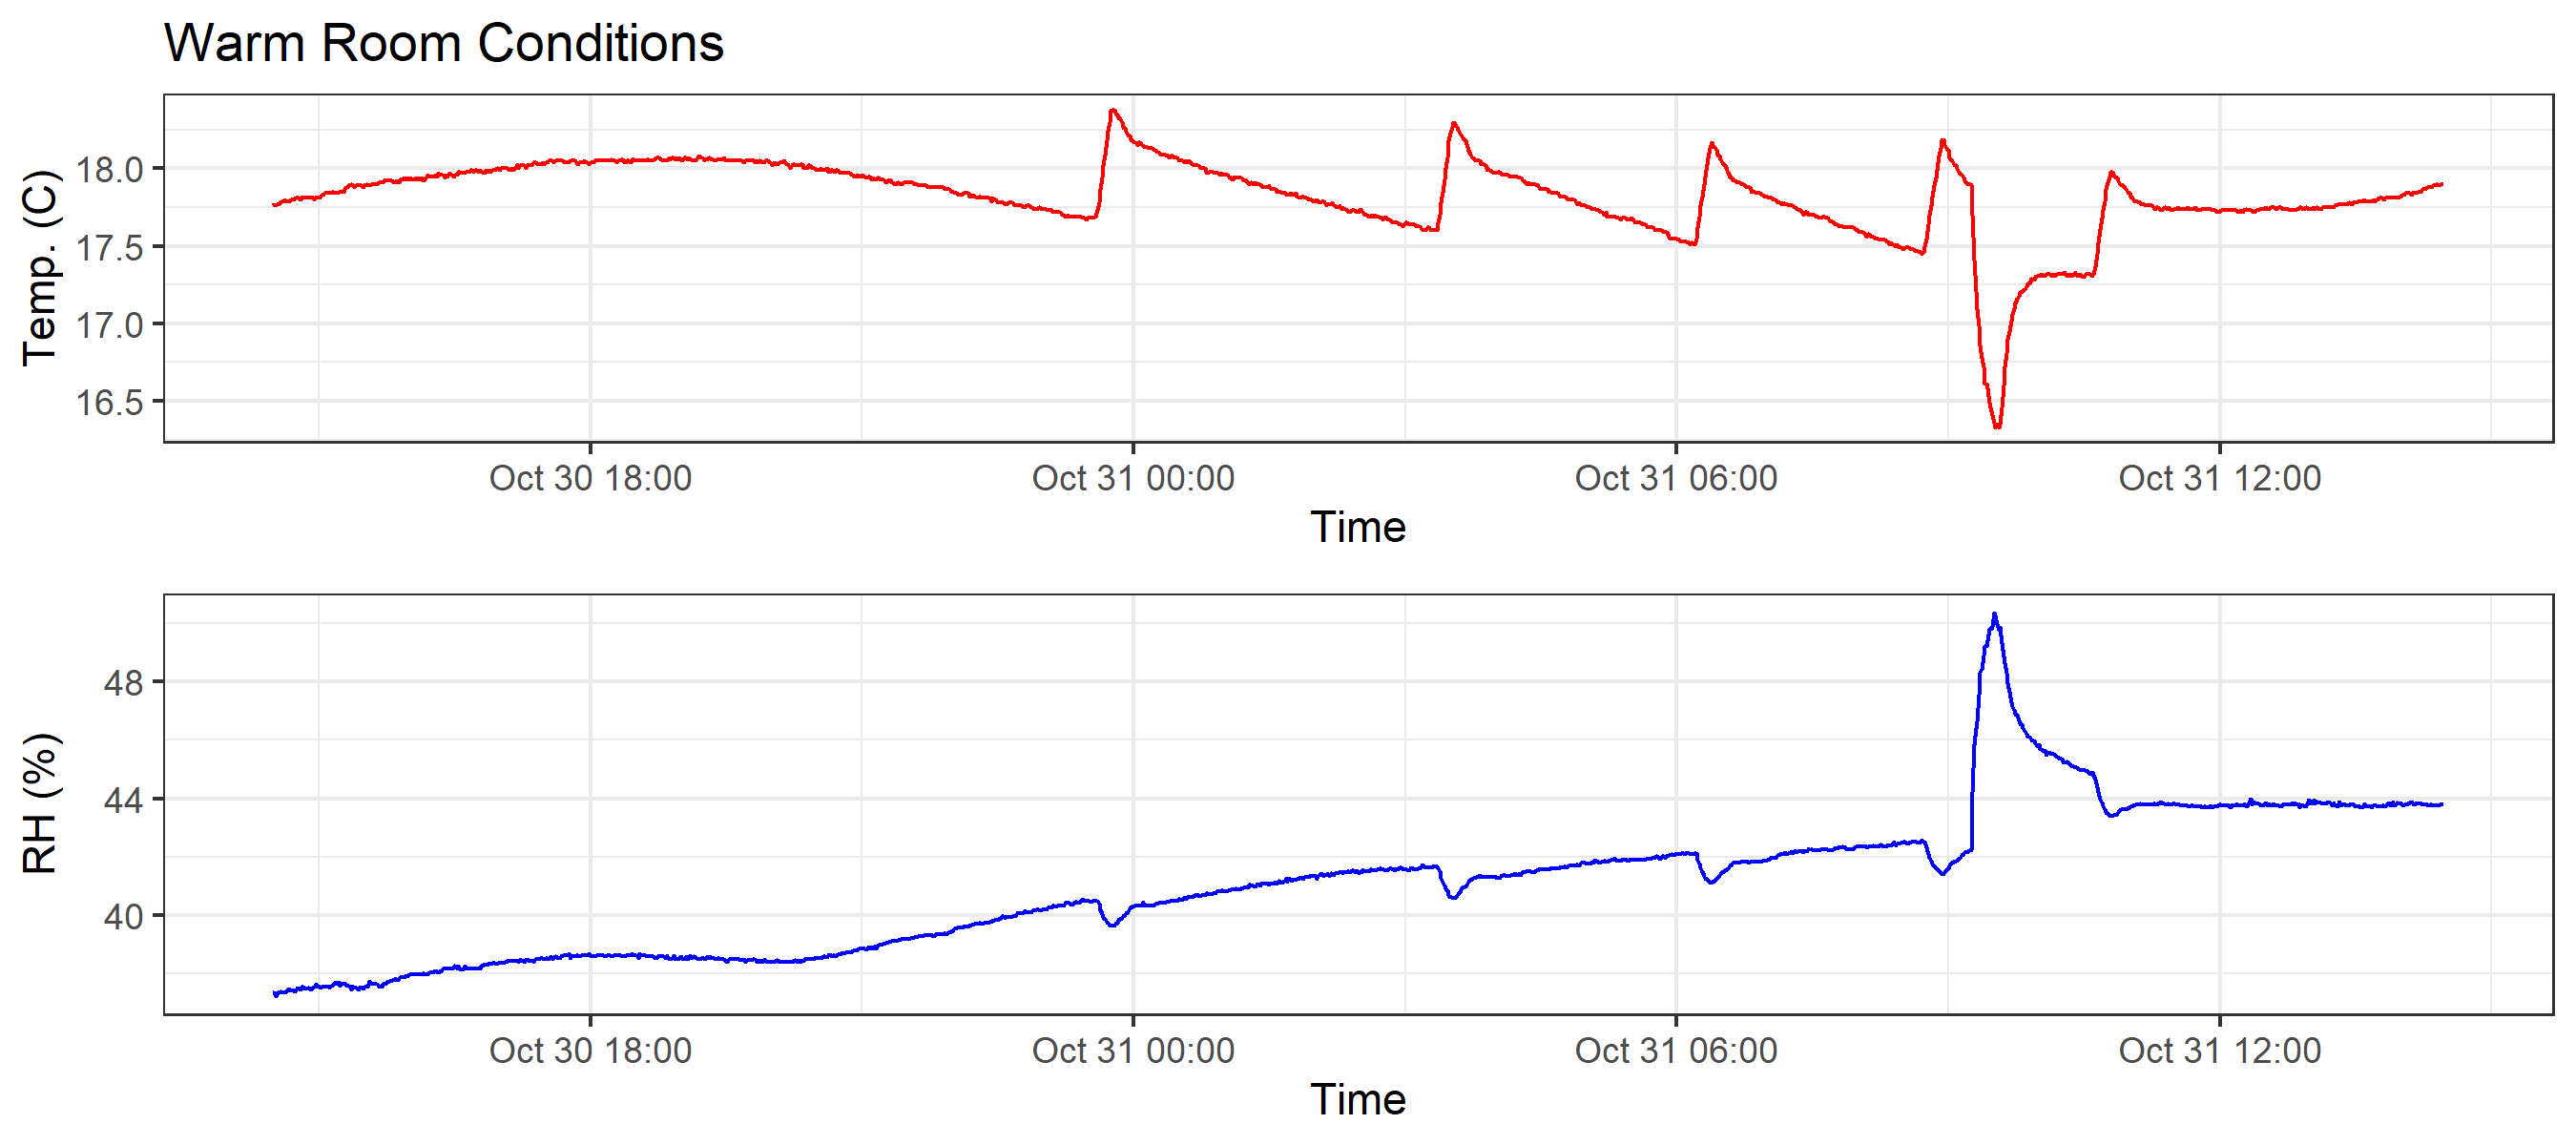 Warm Room Conditions
Temp. (C)
18.0
17.5
17.0
16.5
Oct 30 18:00 Oct 31 00:00 Oct 31 06:00 Oct 31 12:00
Time
RH (%)
48
44
40
Oct 30 18:00 Oct 31 00:00 Oct 31 06:00 Oct 31 12:00
Time